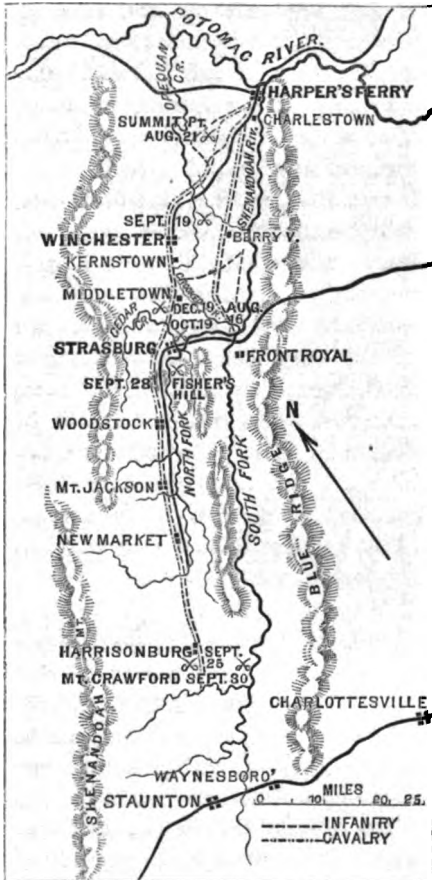 POTOMAC RIVER.
OPEQUAN CR.
HARPER'S FERRY
CHARLESTOWN
SUMMIT PT.
AUG. 21
SHENANDOAH RIV.
SEPT. 19
WINCHESTER
BERRY V.
KERNSTOWN
MIDDLETOWN
DEC. 19
AUG.
16
OCT. 19
CEDAR CR.
STRASBURG
FRONT ROYAL
SEPT. 28
FISHER'S
HILL
WOODSTOCK
N
NORTH FORK
SOUTH FORK
BLUE RIDGE
MT. JACKSON
NEW MARKET
HARRISONBURG
SEPT.
25
MT. CRAWFORD
SEPT. 30
SHENANDOAH MT.
CHARLOTTESVILLE
WAYNESBORO'
STAUNTON
MILES
0 10. 20. 25.
INFANTRY
CAVALRY